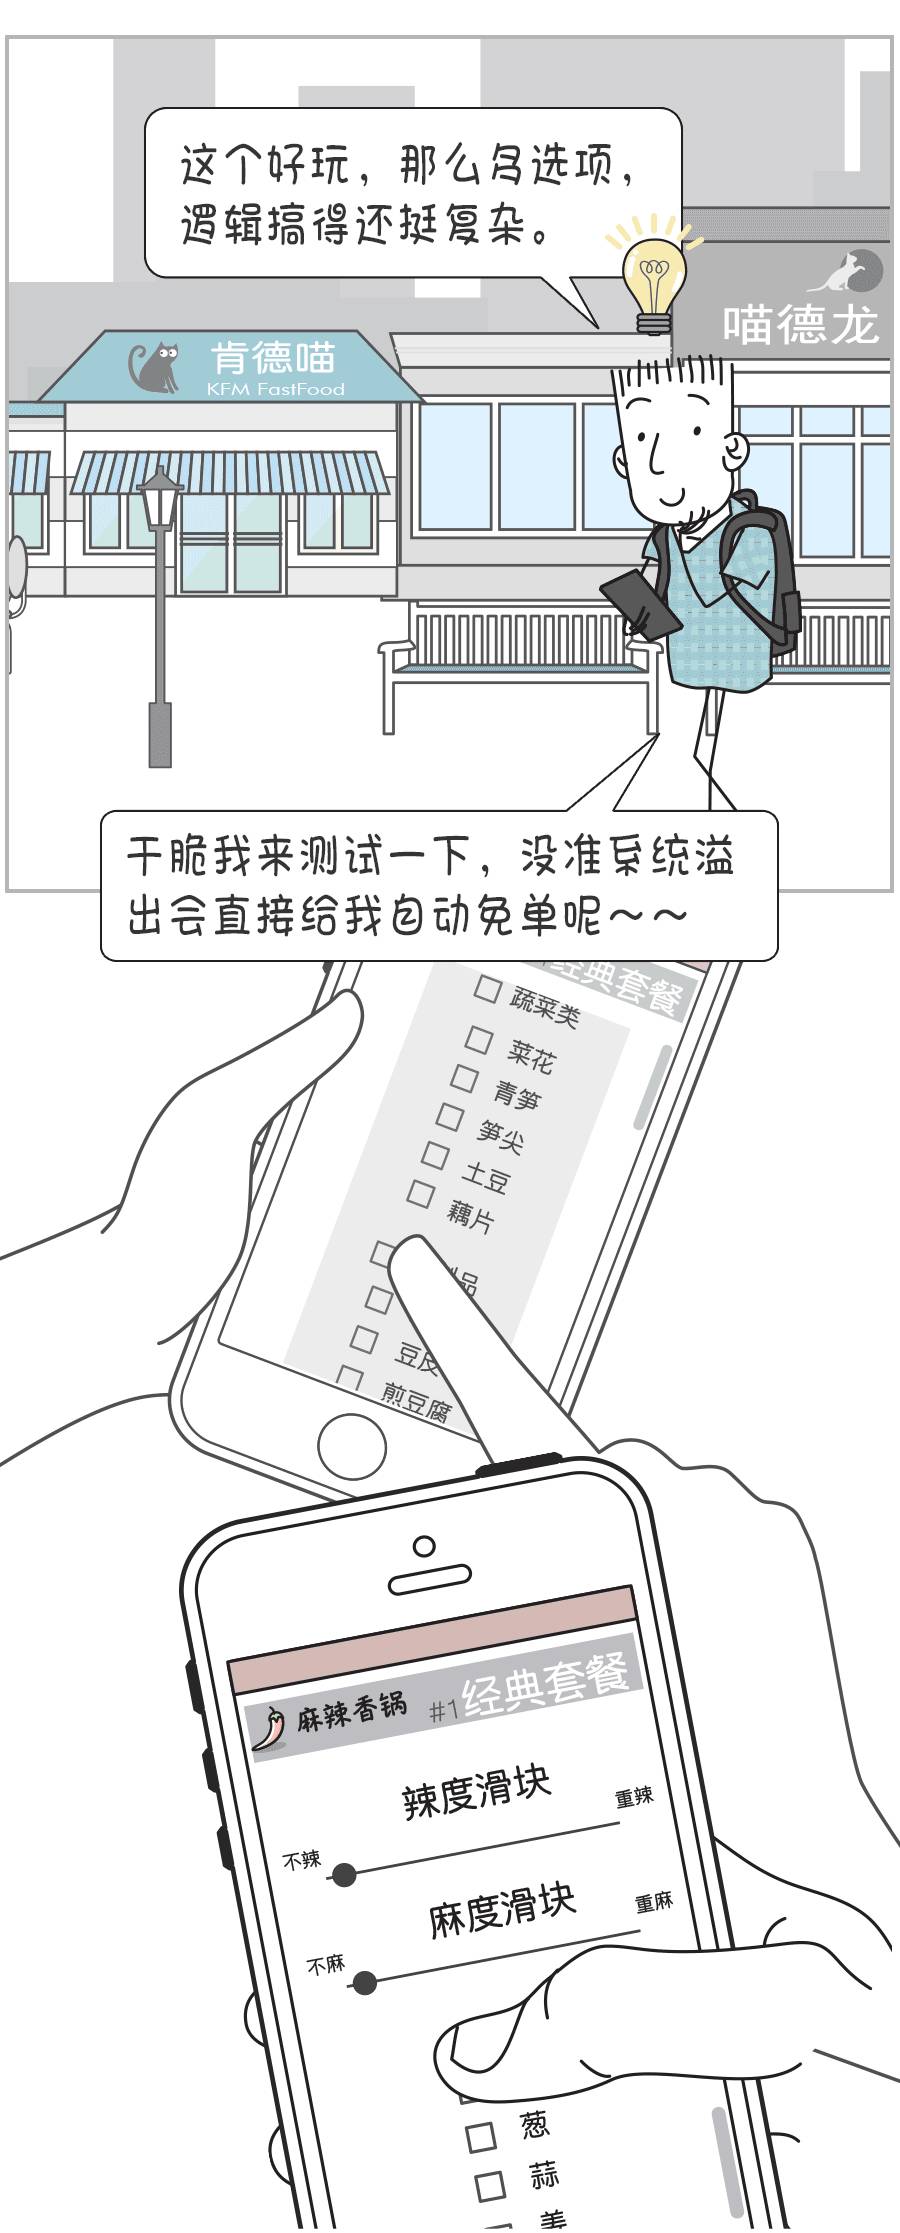 这个好玩，那么多选项，
逻辑搞得还挺复杂。
喵德龙
肯德喵
KFM FastFood
干脆我来测试一下，没准系统溢
出会直接给我自动免单呢～～
经典套餐
蔬菜类
菜花
青笋
笋尖
土豆
藕片
品
豆皮
煎豆腐
麻辣香锅 #1经典套餐
辣度滑块
不辣
重辣
麻度滑块
不麻
重麻
葱
蒜
姜